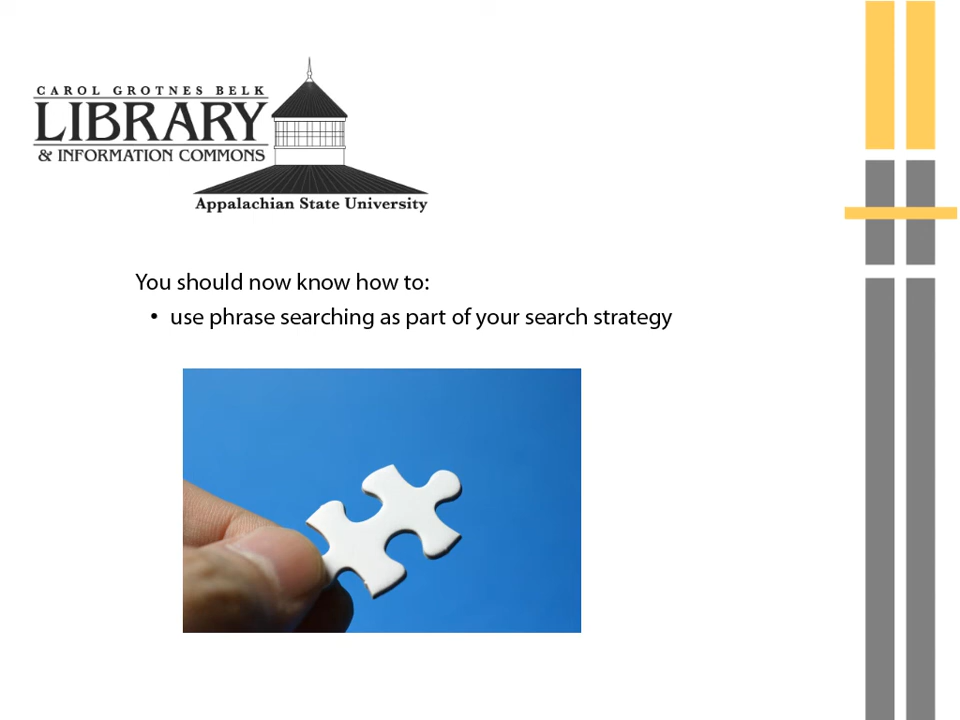 CAROL GROTNES BELK
LIBRARY
& INFORMATION COMMONS
Appalachian State University
You should now know how to:
• use phrase searching as part of your search strategy